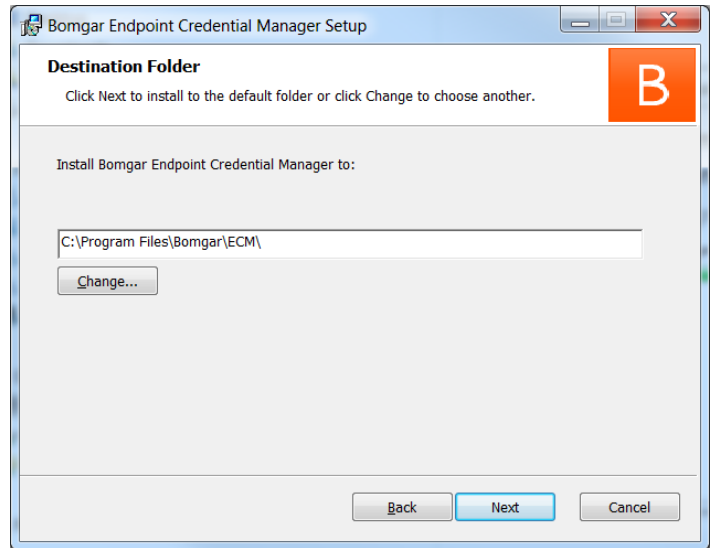 Bomgar Endpoint Credential Manager Setup
X
Destination Folder
Click Next to install to the default folder or click Change to choose another.
B
Install Bomgar Endpoint Credential Manager to:
C:\Program Files\Bomgar\ECM\
Change...
Back Next Cancel